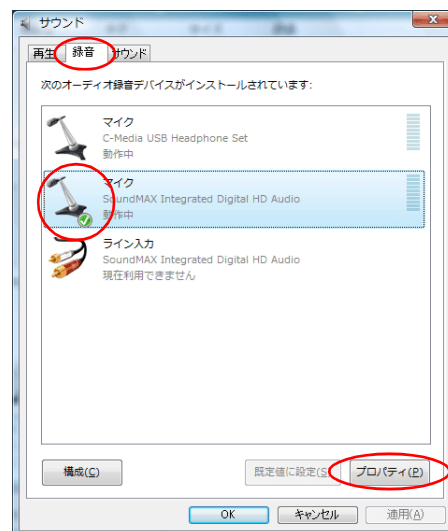 サウンド
再生 録音 サウンド
次のオーディオ録音デバイスがインストールされています:
マイク
C-Media USB Headphone Set
動作中
マイク
SoundMAX Integrated Digital HD Audio
動作中
ライン入力
SoundMAX Integrated Digital HD Audio
現在利用できません
構成(C) 既定値に設定(S プロパティ(P)
OK キャンセル 適用(A)